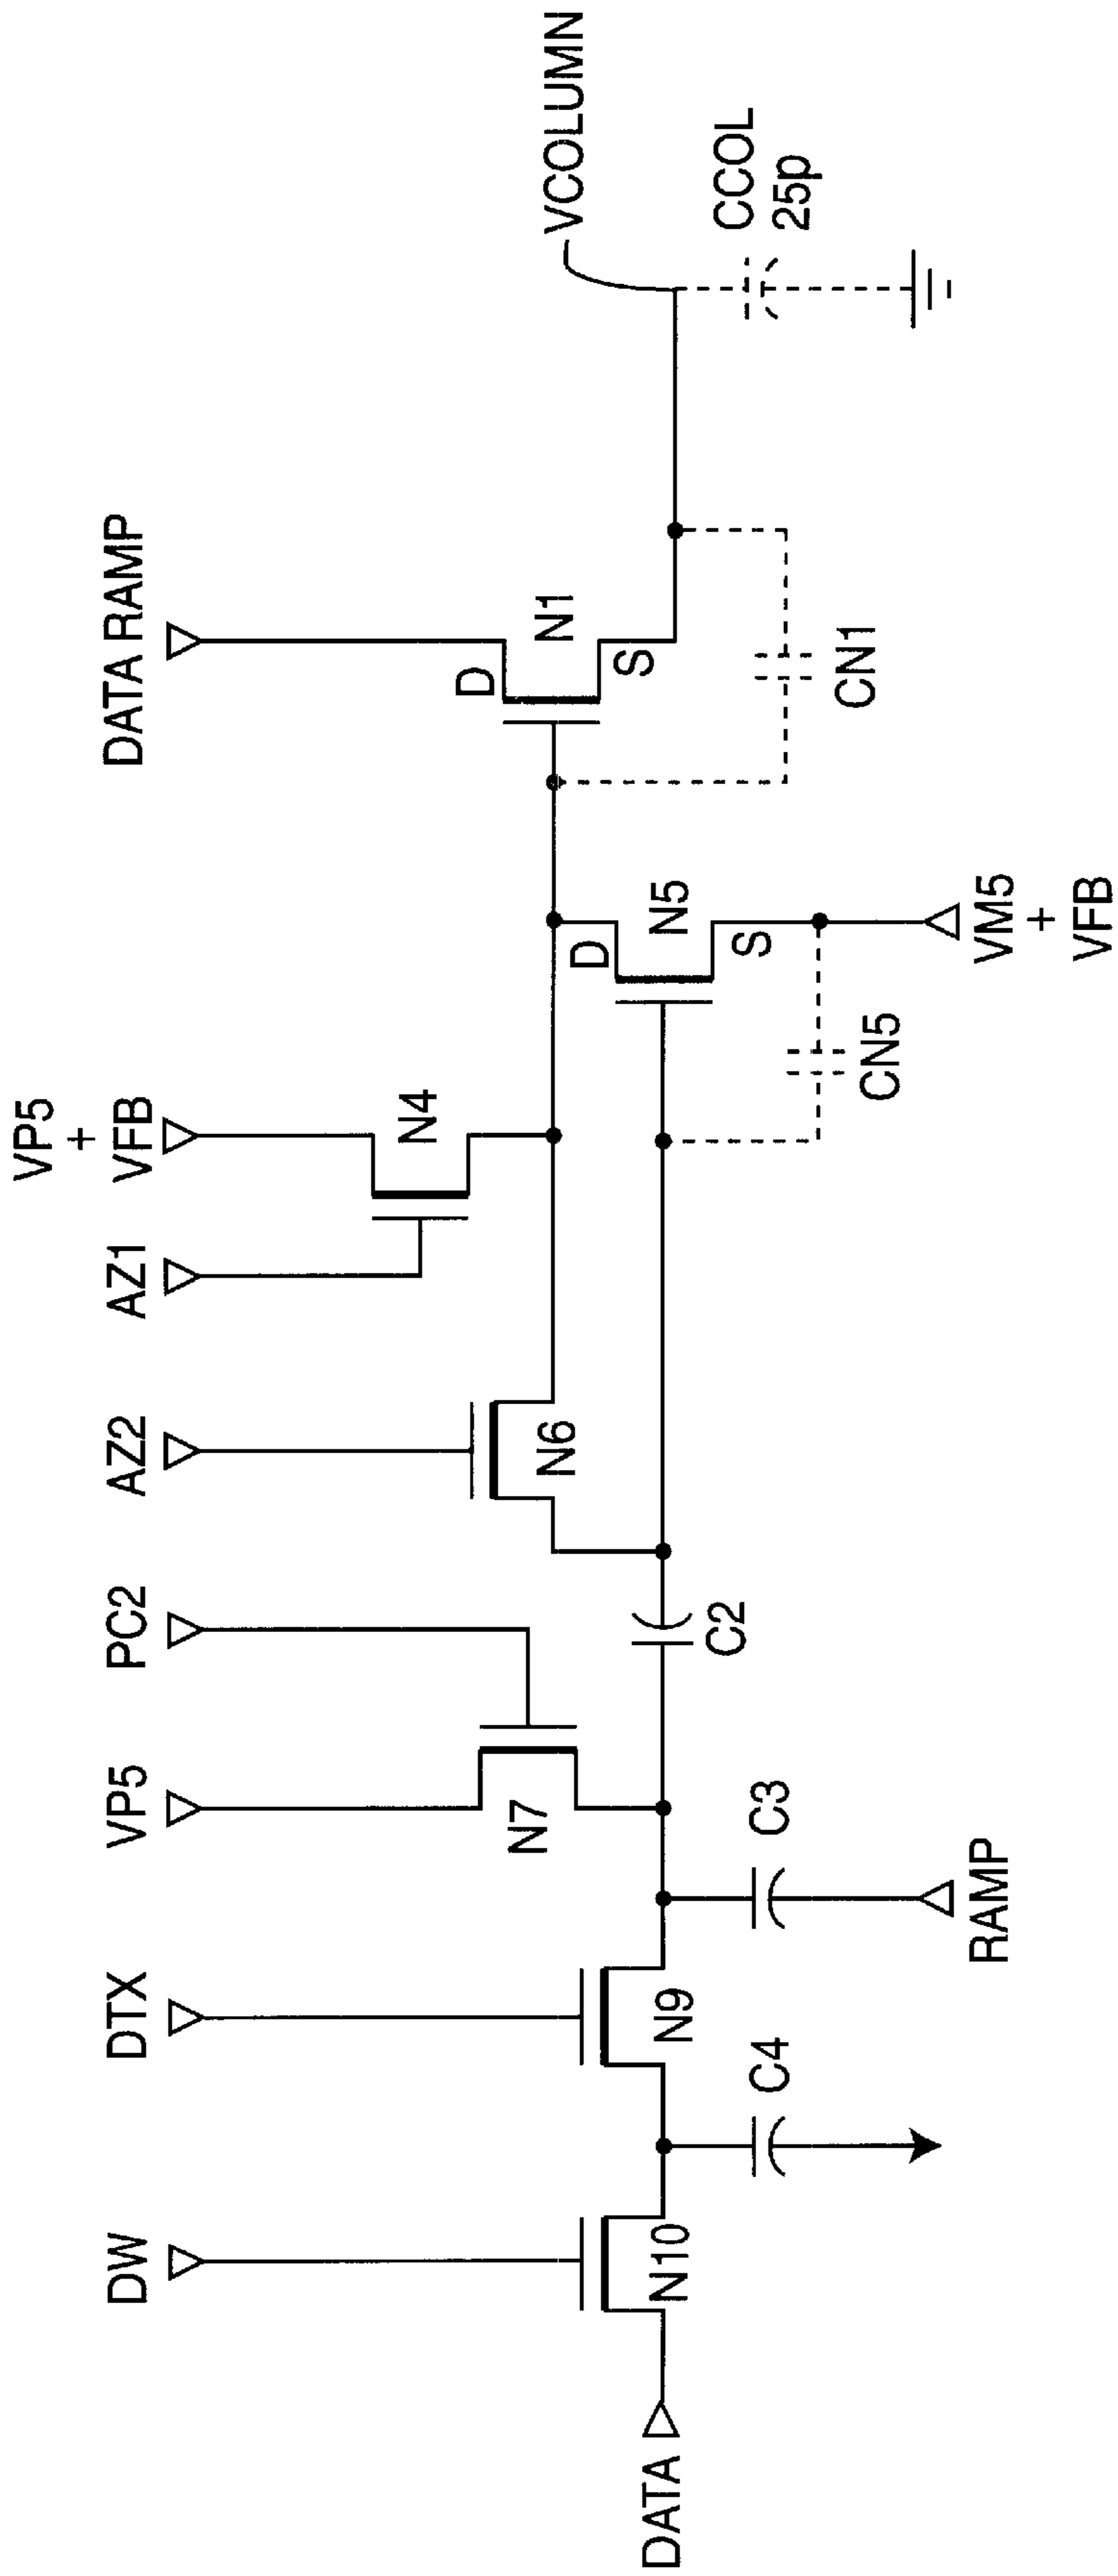 DATA
DW
N10
C4
DTX
N9
C3
RAMP
VP5
N7
PC2
C2
AZ2
N6
AZ1
VP5
+
VFB
N4
CN5
D
N5
S
VM5
+
VFB
DATA RAMP
D
N1
S
CN1
VCOLUMN
CCOL
25p